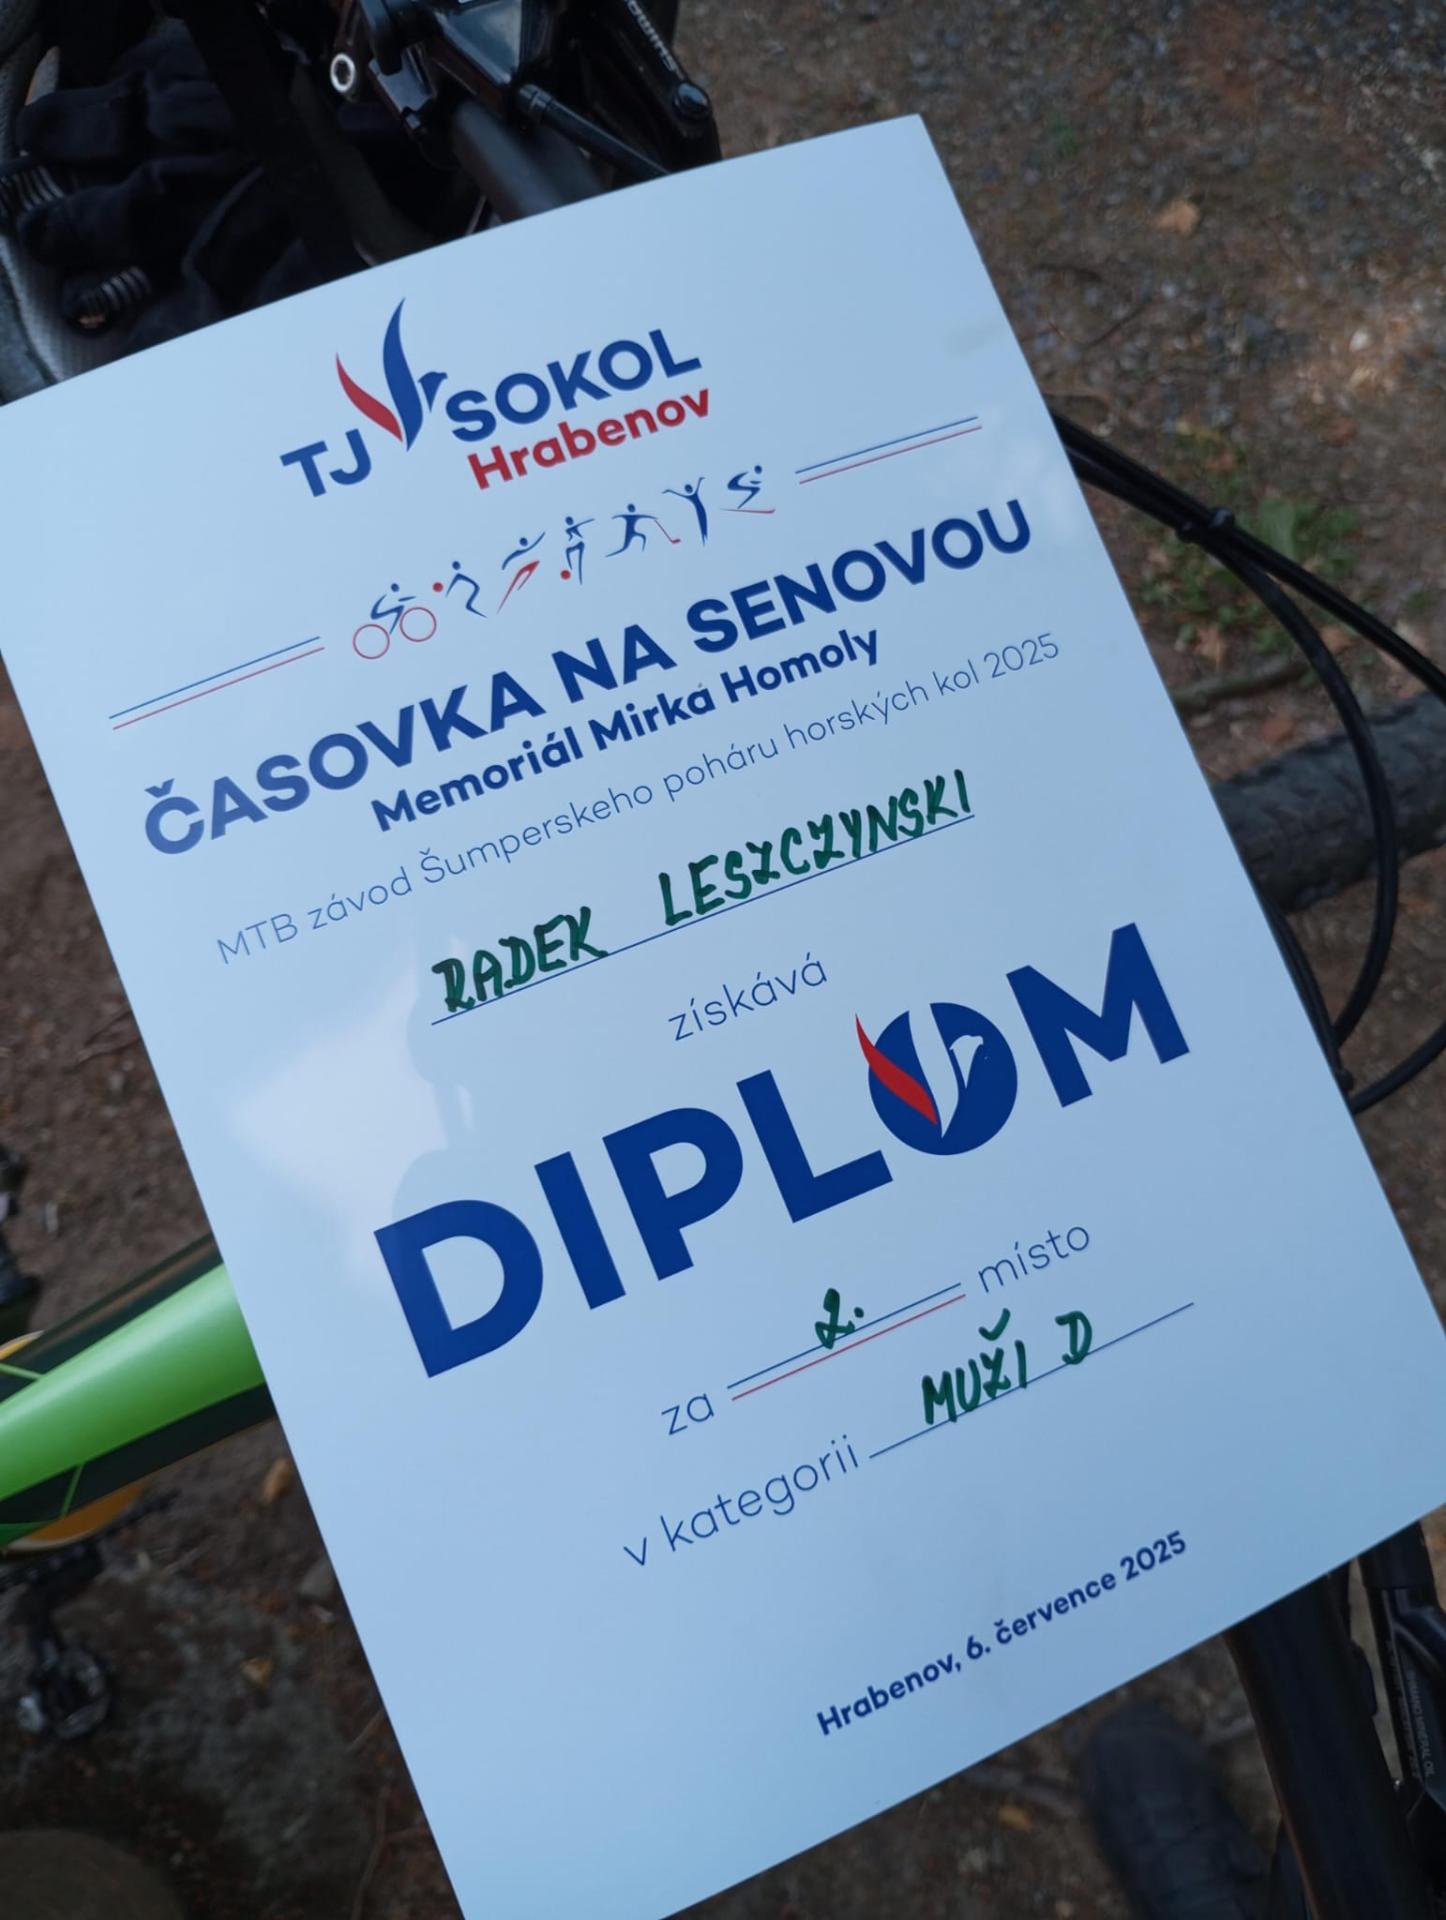 TJ SOKOL
Hrabenov
ČASOVKA NA SENOVOU
Memoriál Mirka Homoly
MTB závod Šumperskeho poháru horských kol 2025
RADEK LESZCZYNSKI
získává
DIPLOM
za 2. místo
v kategorii MUŽI D
Hrabenov, 6. července 2025